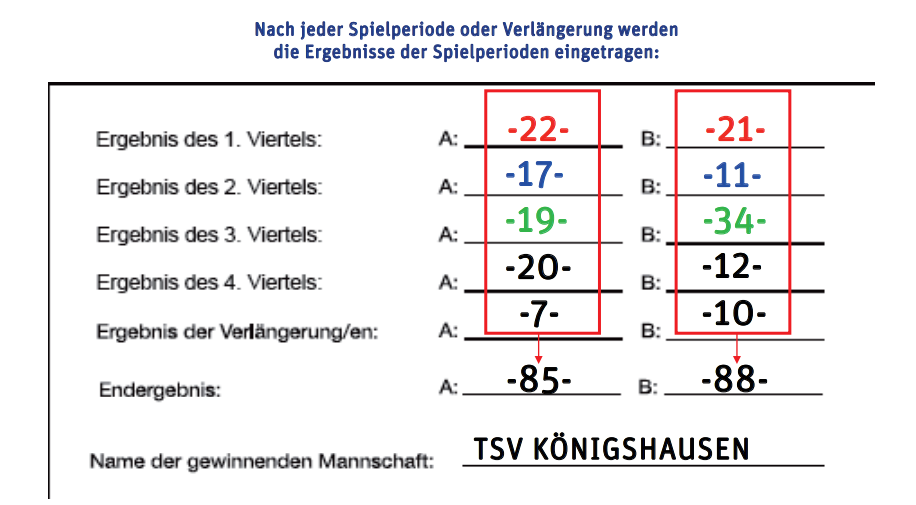 Nach jeder Spielperiode oder Verlängerung werden
die Ergebnisse der Spielperioden eingetragen:
Ergebnis des 1. Viertels: A: -22- B: -21-
Ergebnis des 2. Viertels: A: -17- B: -11-
Ergebnis des 3. Viertels: A: -19- B: -34-
Ergebnis des 4. Viertels: A: -20- B: -12-
Ergebnis der Verlängerung/en: A: -7- B: -10-
Endergebnis: A: -85- B: -88-
Name der gewinnenden Mannschaft: TSV KÖNIGSHAUSEN